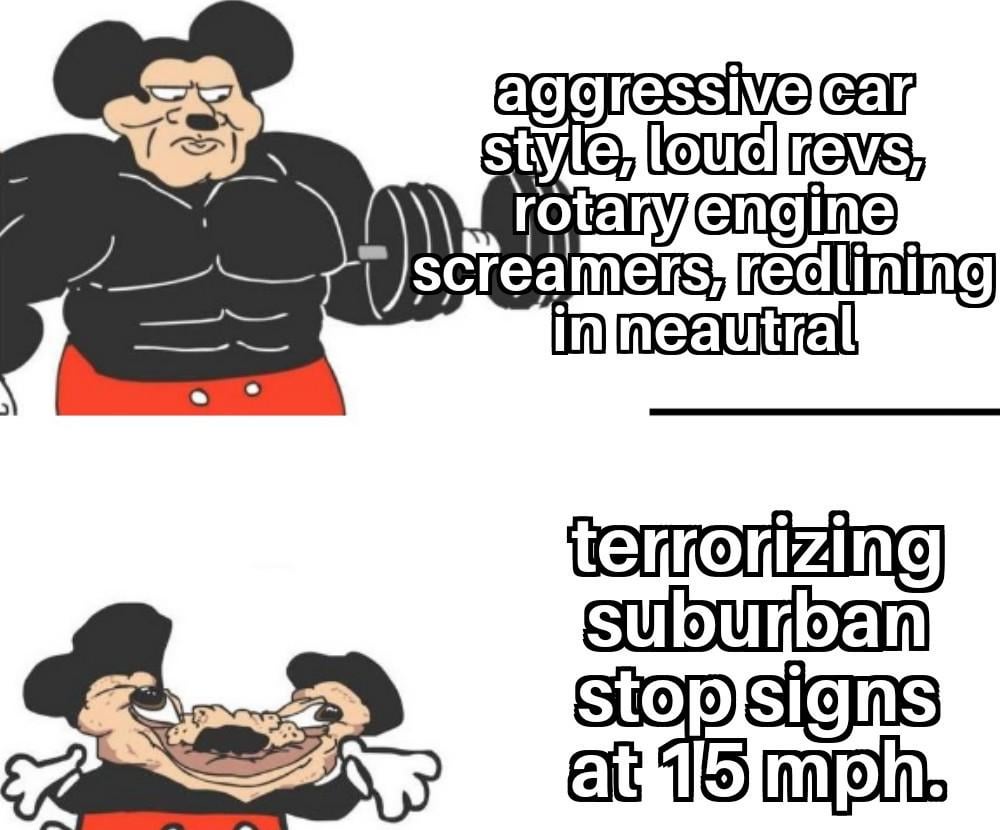 aggressive car
style, loud revs,
rotary engine
screamers, redlining
in neautral
terrorizing
suburban
stop signs
at 15 mph.